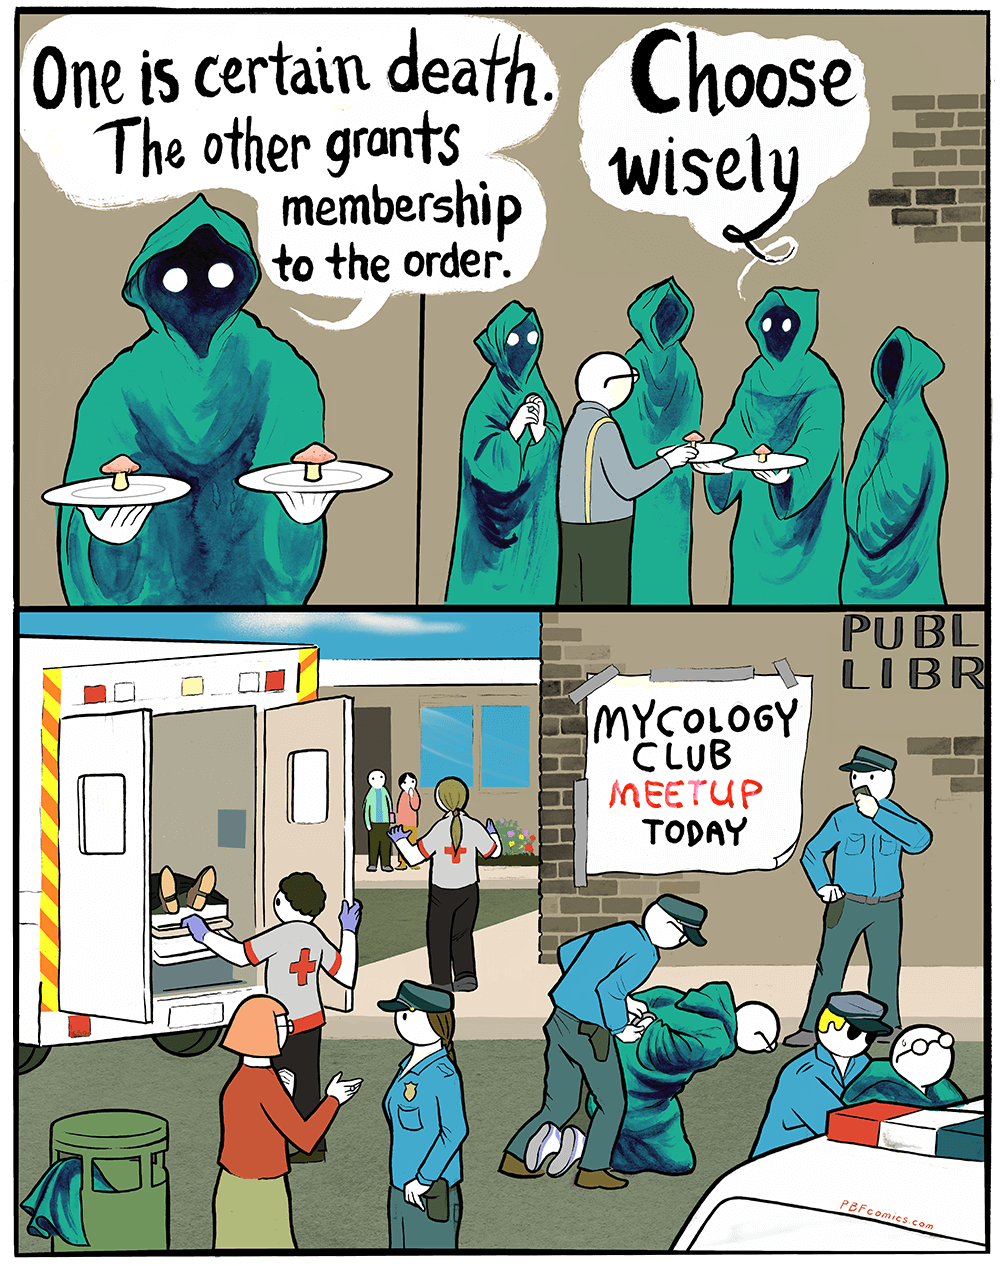 One is certain death.
The other grants
membership
to the order.
Choose
wisely
PUBL
LIBR
MYCOLOGY
CLUB
MEETUP
TODAY
PBFcomics.com